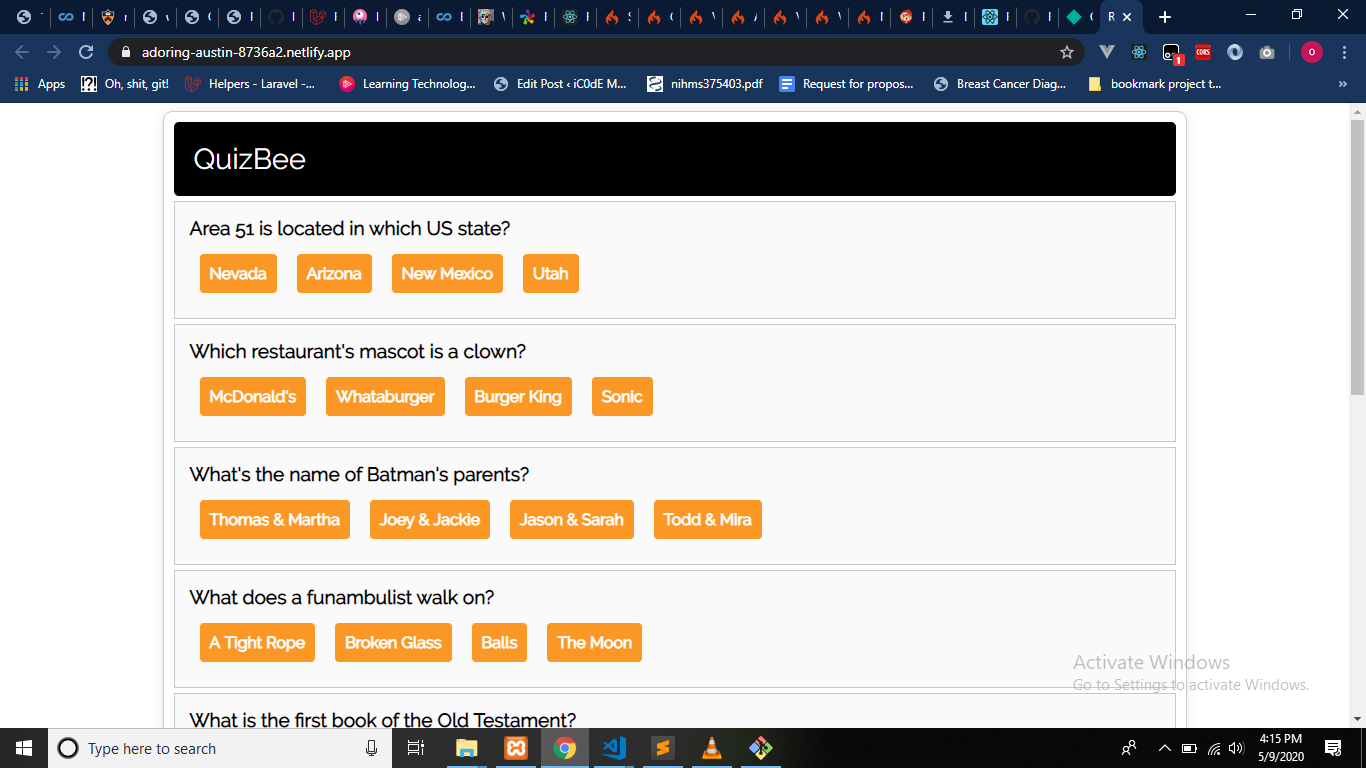 adoring-austin-8736a2.netlify.app
Apps
Oh, shit, git!
Helpers - Laravel -...
Learning Technolog...
Edit Post ‹ iC0dE M...
nihms375403.pdf
Request for propos...
Breast Cancer Diag...
bookmark project t...
»
QuizBee
Area 51 is located in which US state?
Nevada Arizona New Mexico Utah
Which restaurant's mascot is a clown?
McDonald's Whataburger Burger King Sonic
What's the name of Batman's parents?
Thomas & Martha Joey & Jackie Jason & Sarah Todd & Mira
What does a funambulist walk on?
A Tight Rope Broken Glass Balls The Moon
What is the first book of the Old Testament?
Activate Windows
Go to Settings to activate Windows.
Type here to search
4:15 PM
5/9/2020